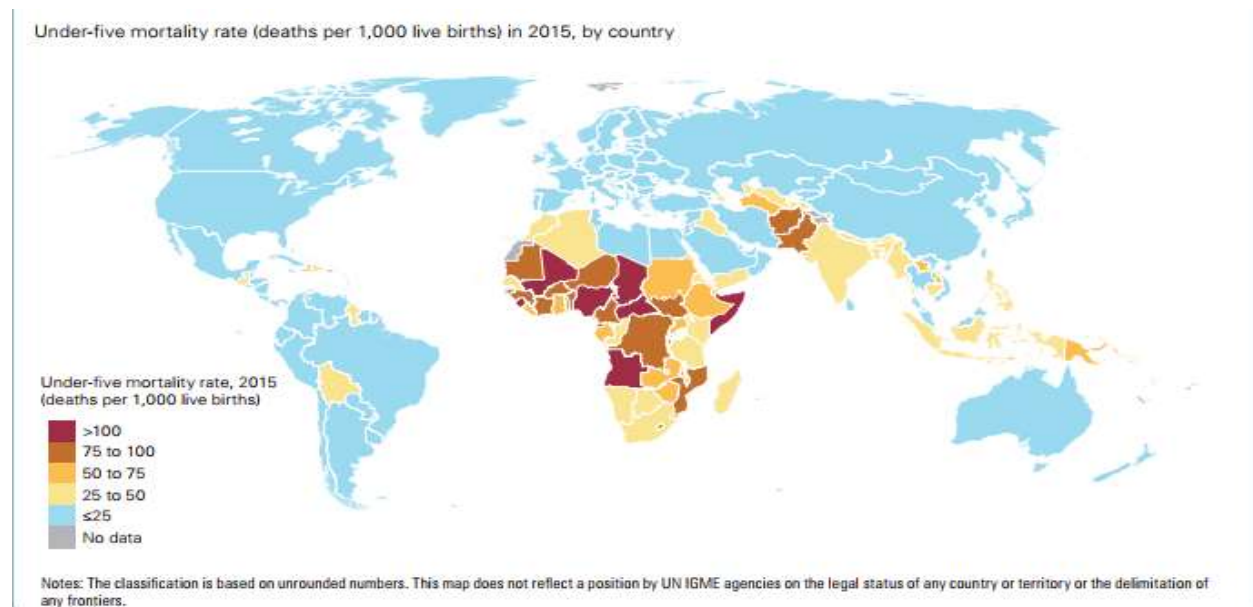 Under-five mortality rate (deaths per 1,000 live births) in 2015, by country
Under-five mortality rate, 2015
(deaths per 1,000 live births)
>100
75 to 100
50 to 75
25 to 50
≤25
No data
Notes: The classification is based on unrounded numbers. This map does not reflect a position by UN IGME agencies on the legal status of any country or territory or the delimitation of
any frontiers.